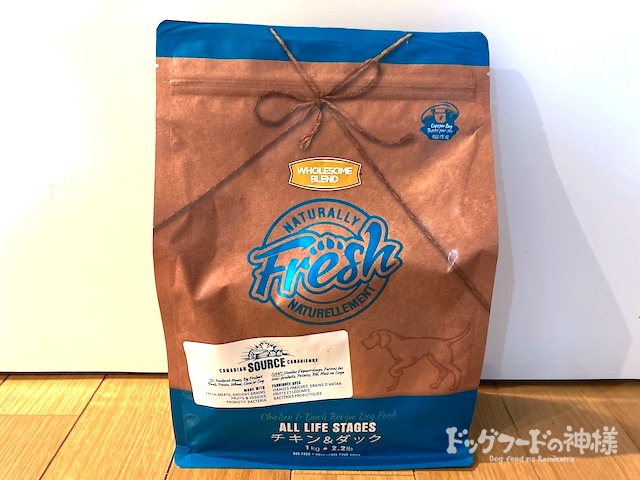 WHOLESOME
BLEND
NATURALLY
Fresh
NATURELLEMENT
CANADIAN SOURCE CANADIENNE
MADE WITH
FRESH MEATS, ANCIENT GRAINS
FRUITS & VEGGIES,
PROBIOTIC BACTERIA
FABRIQUÉE AVEC
VIANDES FRAÎCHES, GRAINS D'ANTAN
FRUITS ET LÉGUMES,
BACTÉRIES PROBIOTIQUES
Chicken & Duck Recipe Dog Food
ALL LIFE STAGES
チキン&ダック
1kg • 2.2lb
ドッグフードの神様
Dog food no Kamisama